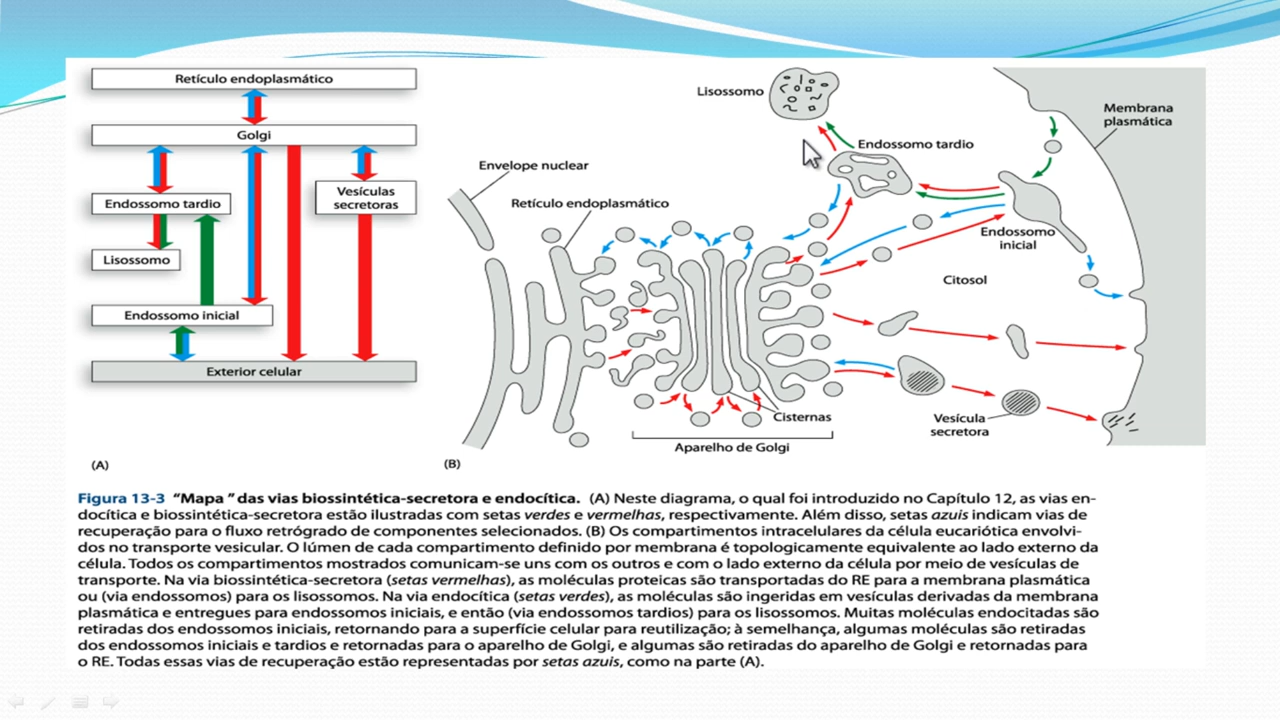 Retículo endoplasmático
Golgi
Endossomo tardio
Vesículas
secretoras
Lisossomo
Endossomo inicial
Exterior celular
(A)
Lisossomo
Endossomo tardio
Membrana
plasmática
Envelope nuclear
Retículo endoplasmático
Endossomo
inicial
Citosol
Cisternas
Vesícula
secretora
Aparelho de Golgi
(B)
Figura 13-3 “Mapa ” das vias biossintética-secretora e endocítica. (A) Neste diagrama, o qual foi introduzido no Capítulo 12, as vias en-
docítica e biossintética-secretora estão ilustradas com setas verdes e vermelhas, respectivamente. Além disso, setas azuis indicam vias de
recuperação para o fluxo retrógrado de componentes selecionados. (B) Os compartimentos intracelulares da célula eucariótica envolvi-
dos no transporte vesicular. O lúmen de cada compartimento definido por membrana é topologicamente equivalente ao lado externo da
célula. Todos os compartimentos mostrados comunicam-se uns com os outros e com o lado externo da célula por meio de vesículas de
transporte. Na via biossintética-secretora (setas vermelhas), as moléculas proteicas são transportadas do RE para a membrana plasmática
ou (via endossomos) para os lisossomos. Na via endocítica (setas verdes), as moléculas são ingeridas em vesículas derivadas da membrana
plasmática e entregues para endossomos iniciais, e então (via endossomos tardios) para os lisossomos. Muitas moléculas endocitadas são
retiradas dos endossomos iniciais, retornando para a superfície celular para reutilização; à semelhança, algumas moléculas são retiradas
dos endossomos iniciais e tardios e retornadas para o aparelho de Golgi, e algumas são retiradas do aparelho de Golgi e retornadas para
o RE. Todas essas vias de recuperação estão representadas por setas azuis, como na parte (A).